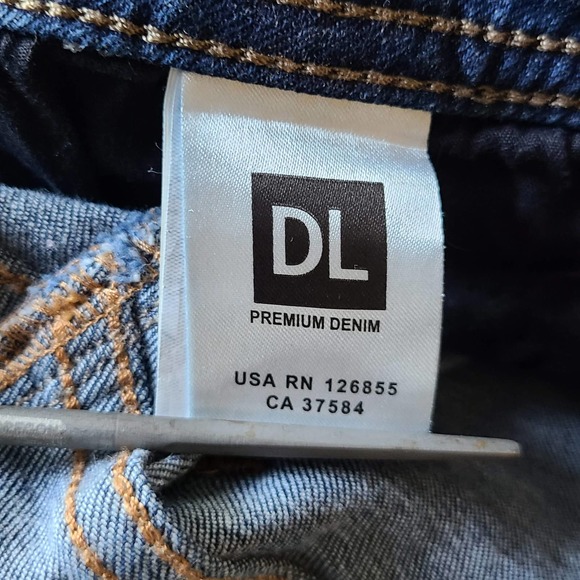 DL
PREMIUM DENIM
USA RN 126855
CA 37584